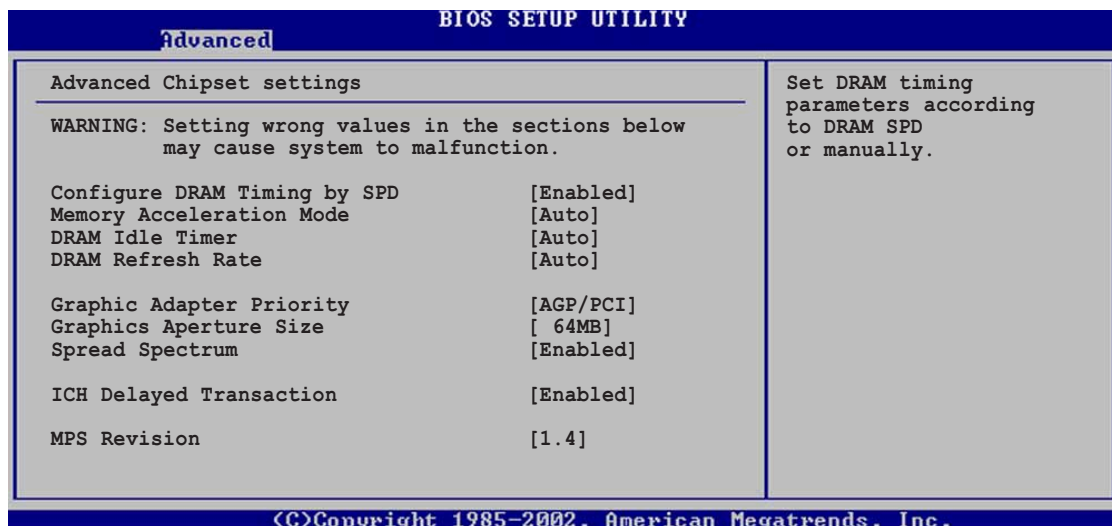 BIOS SETUP UTILITY
Advanced
Advanced Chipset settings
WARNING: Setting wrong values in the sections below
may cause system to malfunction.
Configure DRAM Timing by SPD [Enabled]
Memory Acceleration Mode [Auto]
DRAM Idle Timer [Auto]
DRAM Refresh Rate [Auto]
Graphic Adapter Priority [AGP/PCI]
Graphics Aperture Size [ 64MB]
Spread Spectrum [Enabled]
ICH Delayed Transaction [Enabled]
MPS Revision [1.4]
Set DRAM timing
parameters according
to DRAM SPD
or manually.
(C)Copyright 1985-2002, American Megatrends, Inc.